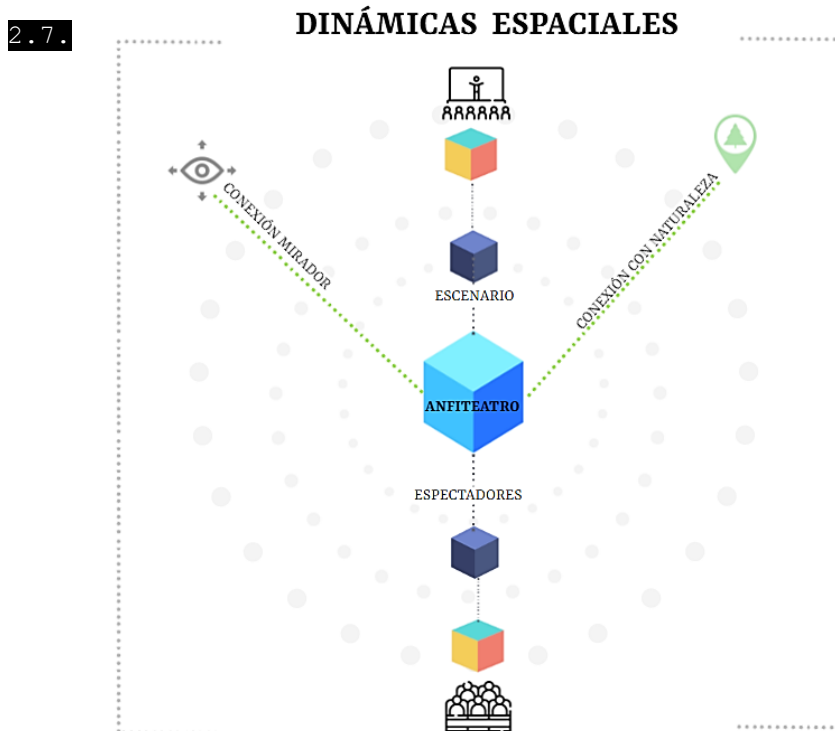 2.7.
DINÁMICAS ESPACIALES
CONEXIÓN MIRADOR
CONEXIÓN CON NATURALEZA
ESCENARIO
ANFITEATRO
ESPECTADORES